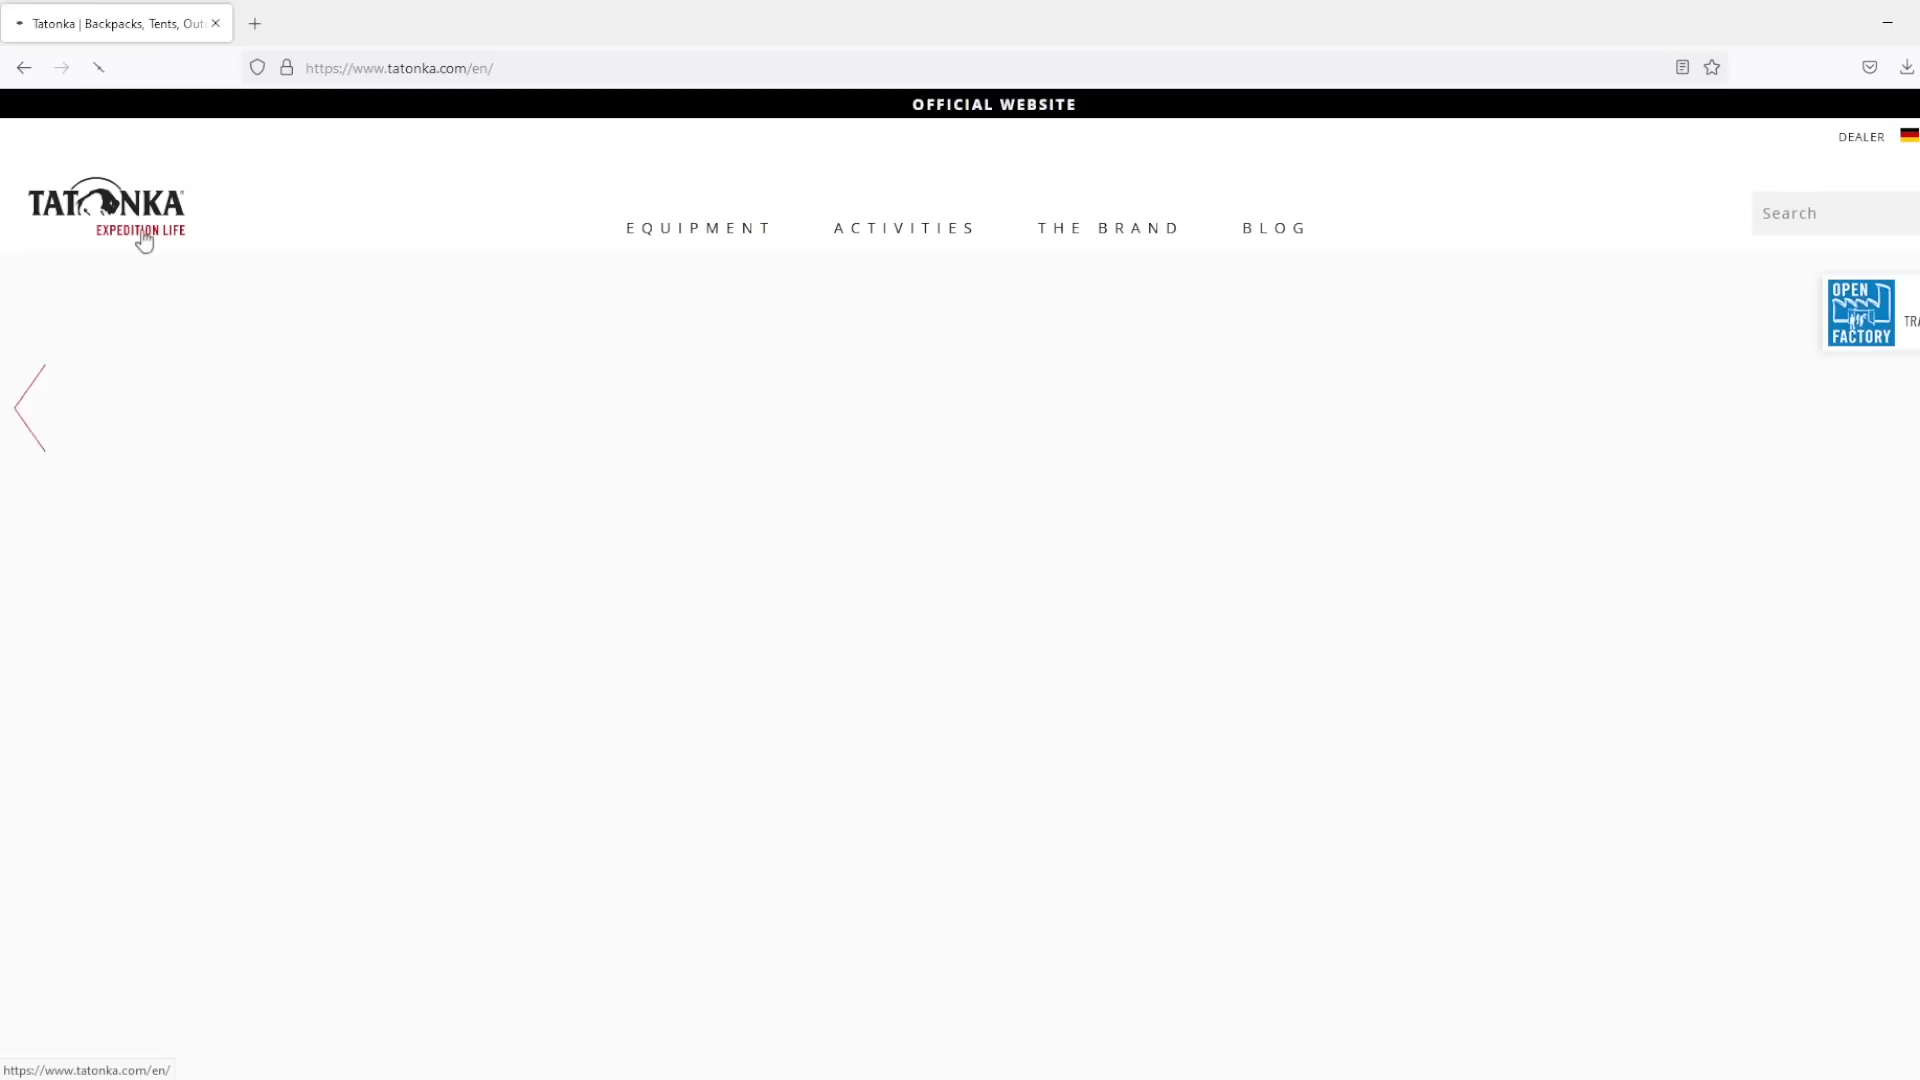 Tatonka | Backpacks, Tents, Out
https://www.tatonka.com/en/
OFFICIAL WEBSITE
DEALER
TATONKA
EXPEDITION LIFE
EQUIPMENT
ACTIVITIES
THE BRAND
BLOG
Search
OPEN
FACTORY
TRA
https://www.tatonka.com/en/